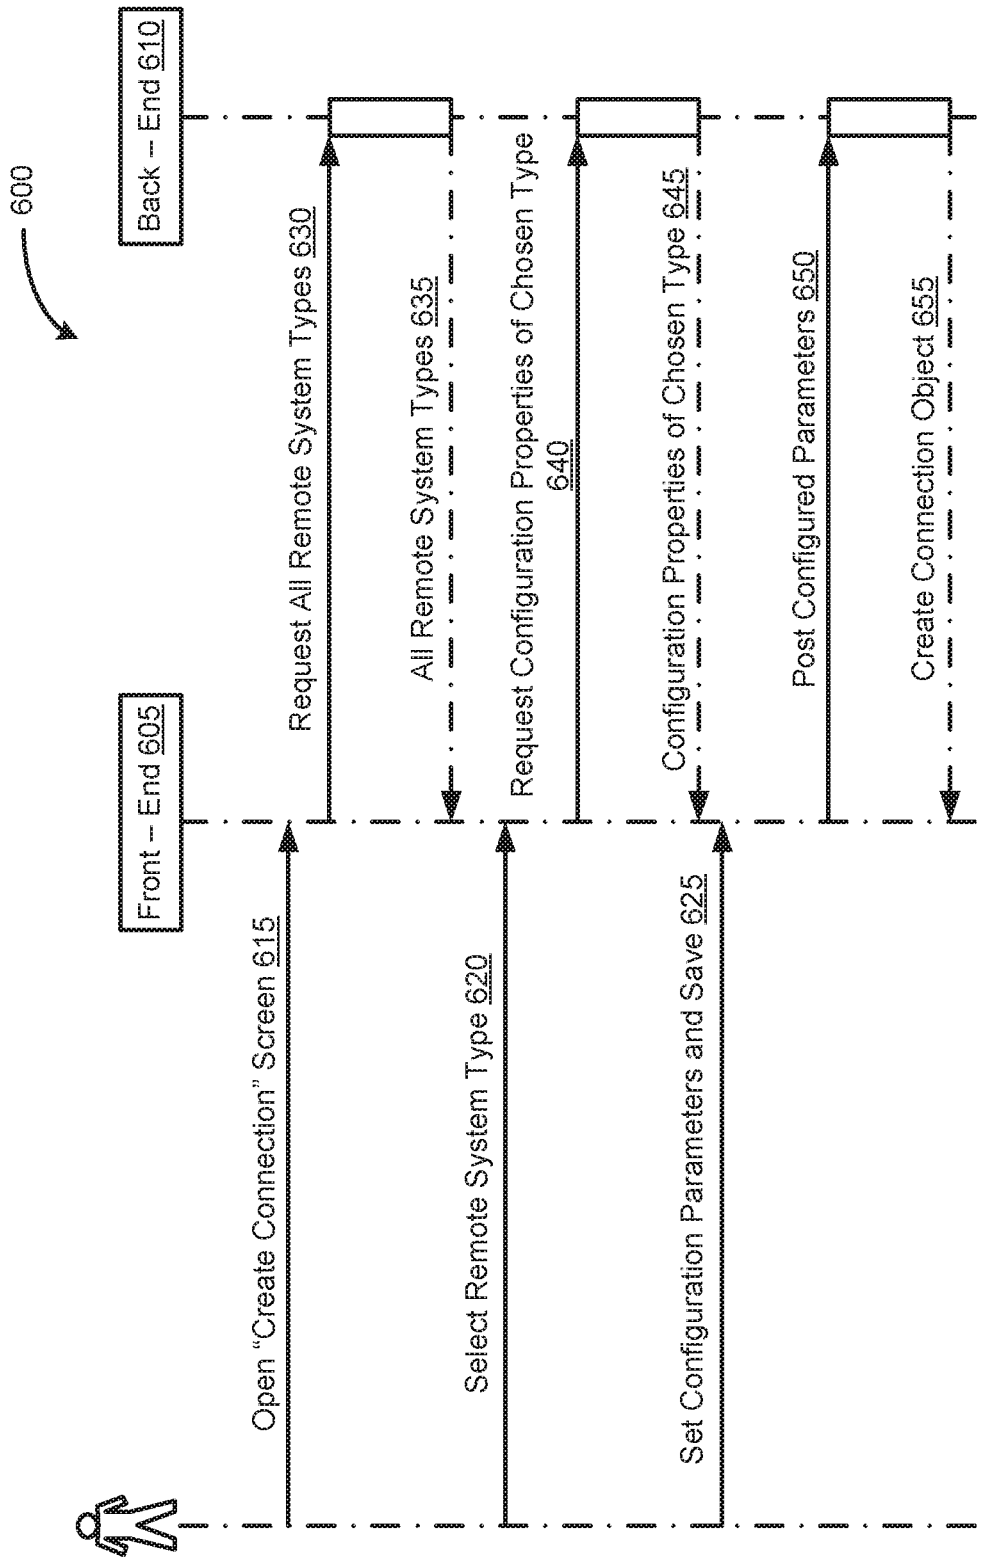 600
Front – End 605
Back – End 610
Open “Create Connection” Screen 615
Request All Remote System Types 630
All Remote System Types 635
Select Remote System Type 620
Request Configuration Properties of Chosen Type
640
Configuration Properties of Chosen Type 645
Set Configuration Parameters and Save 625
Post Configured Parameters 650
Create Connection Object 655